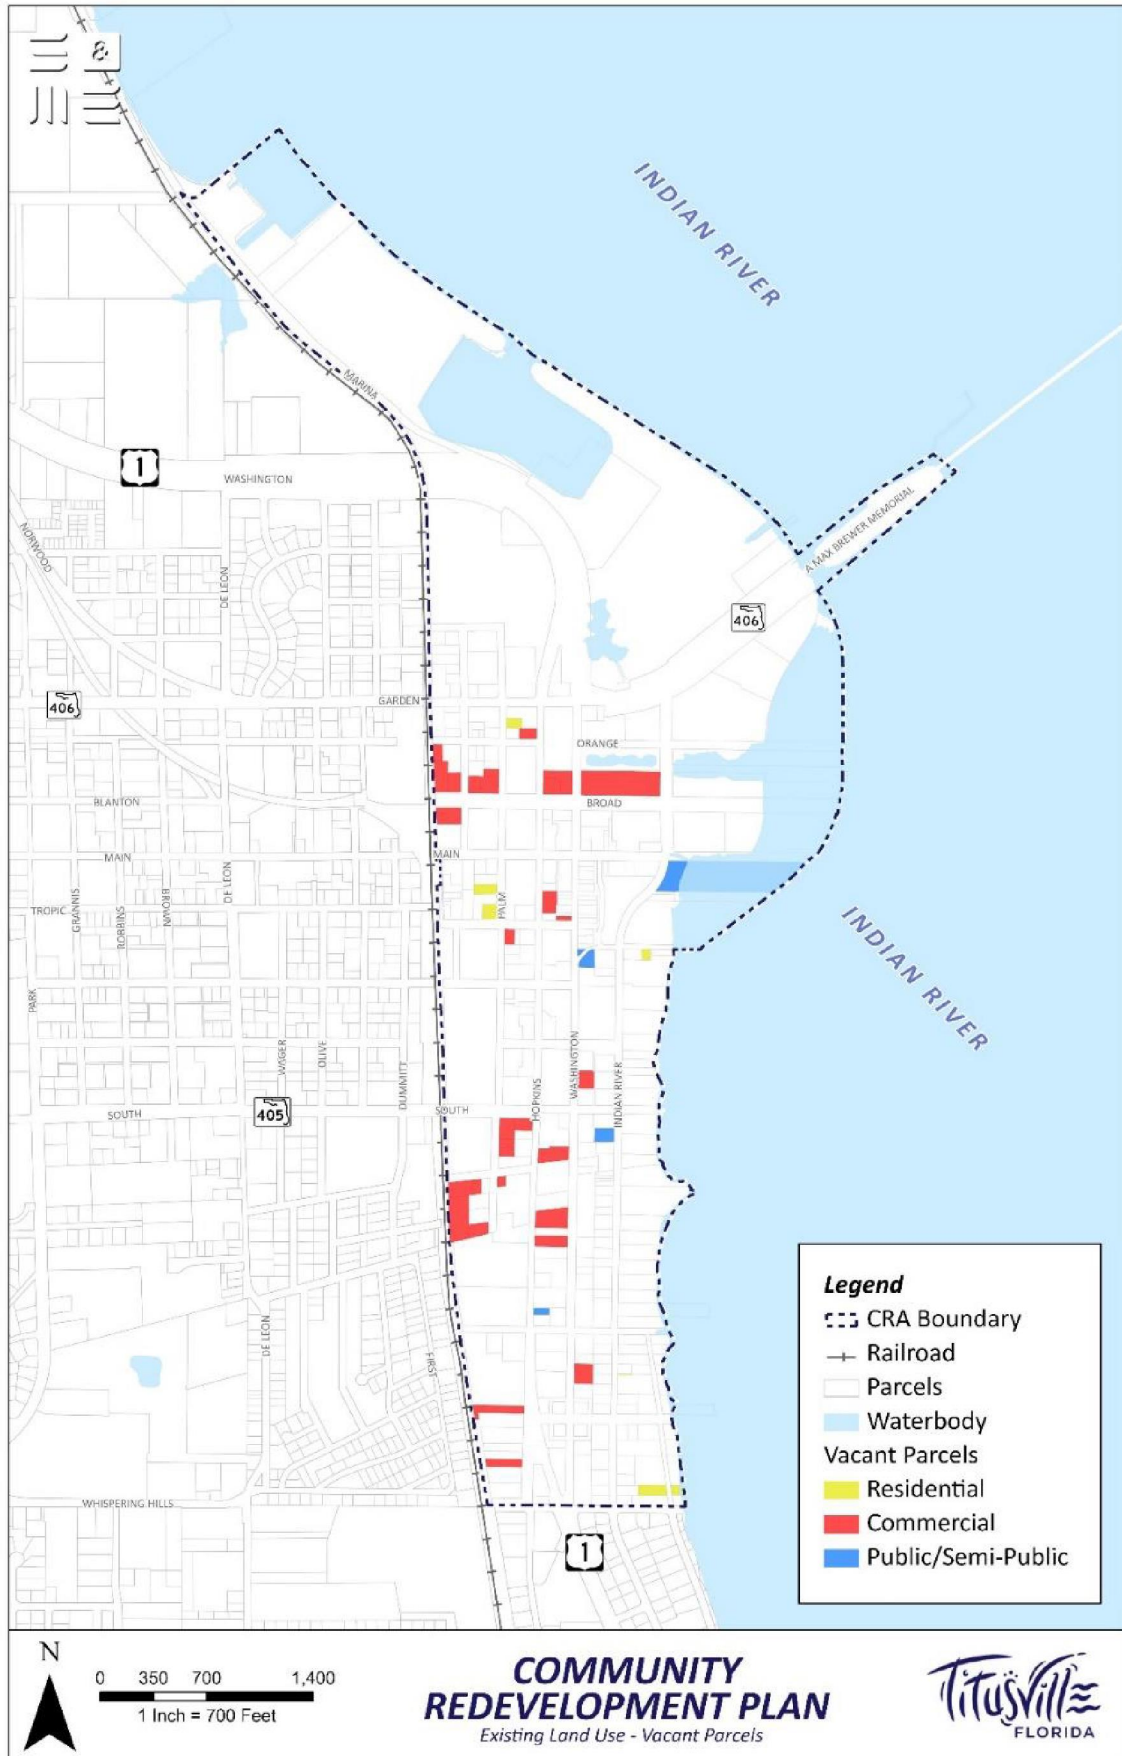 &
INDIAN RIVER
MARINA
1
WASHINGTON
NORWOOD
DE LEON
A MAX BREWER MEMORIAL
406
GARDEN
406
ORANGE
BLANTON
BROAD
MAIN
MAIN
GRANNIS
ROBBINS
BROWN
DE LEON
TROPIC
PALM
INDIAN RIVER
PARK
WAGER
OLIVE
DUMMITT
WASHINGTON
INDIAN RIVER
HOPKINS
SOUTH
405
SOUTH
DE LEON
FIRST
WHISPERING HILLS
1
Legend
CRA Boundary
Railroad
Parcels
Waterbody
Vacant Parcels
Residential
Commercial
Public/Semi-Public
N
0 350 700 1,400
1 Inch = 700 Feet
COMMUNITY
REDEVELOPMENT PLAN
Existing Land Use - Vacant Parcels
Titusville
FLORIDA